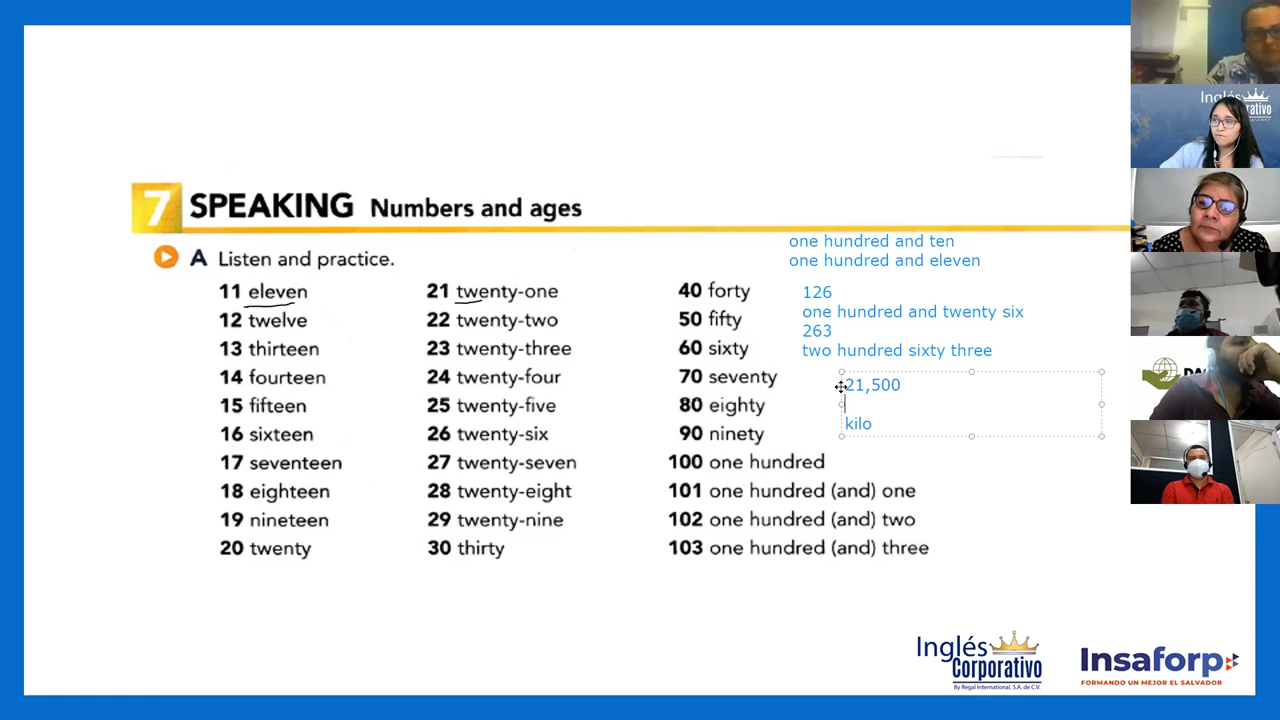 7 SPEAKING Numbers and ages
A Listen and practice.
11 eleven
12 twelve
13 thirteen
14 fourteen
15 fifteen
16 sixteen
17 seventeen
18 eighteen
19 nineteen
20 twenty
21 twenty-one
22 twenty-two
23 twenty-three
24 twenty-four
25 twenty-five
26 twenty-six
27 twenty-seven
28 twenty-eight
29 twenty-nine
30 thirty
40 forty
50 fifty
60 sixty
70 seventy
80 eighty
90 ninety
100 one hundred
101 one hundred (and) one
102 one hundred (and) two
103 one hundred (and) three
one hundred and ten
one hundred and eleven
126
one hundred and twenty six
263
two hundred sixty three
21,500
kilo
Inglés
Corporativo
By Regal International, S.A. de C.V.
Insaforp
FORMANDO UN MEJOR EL SALVADOR